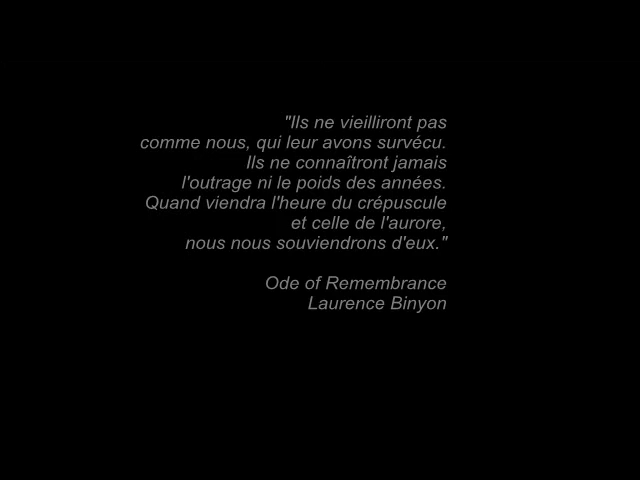 "Ils ne vieilliront pas
comme nous, qui leur avons survécu.
Ils ne connaîtront jamais
l'outrage ni le poids des années.
Quand viendra l'heure du crépuscule
et celle de l'aurore,
nous nous souviendrons d'eux."
Ode of Remembrance
Laurence Binyon